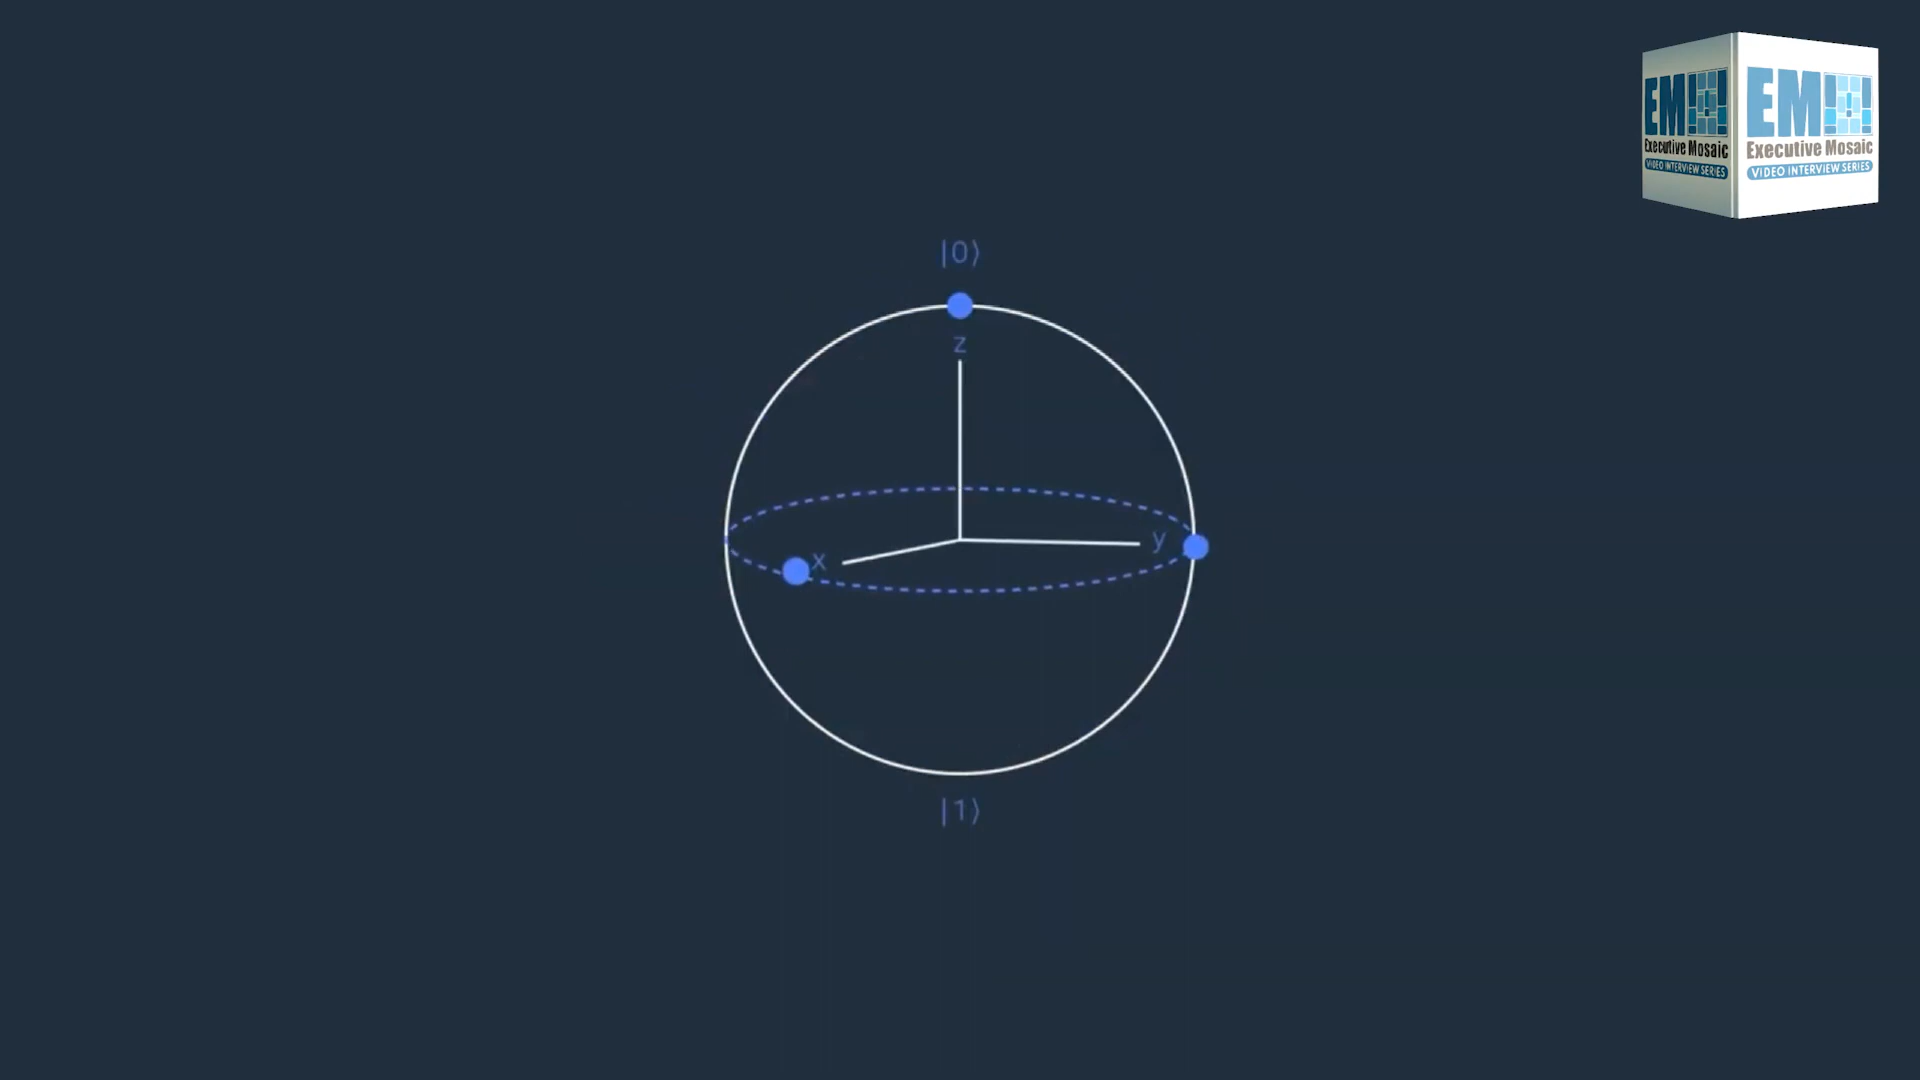 EM
Executive Mosaic
VIDEO INTERVIEW SERIES
EM
Executive Mosaic
VIDEO INTERVIEW SERIES
|0⟩
z
y
x
|1⟩